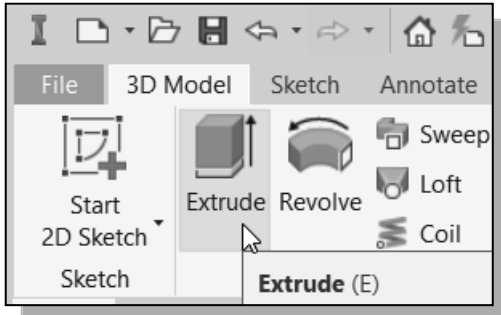 File 3D Model Sketch Annotate
Start
2D Sketch
Extrude
Revolve
Sweep
Loft
Coil
Sketch
Extrude (E)